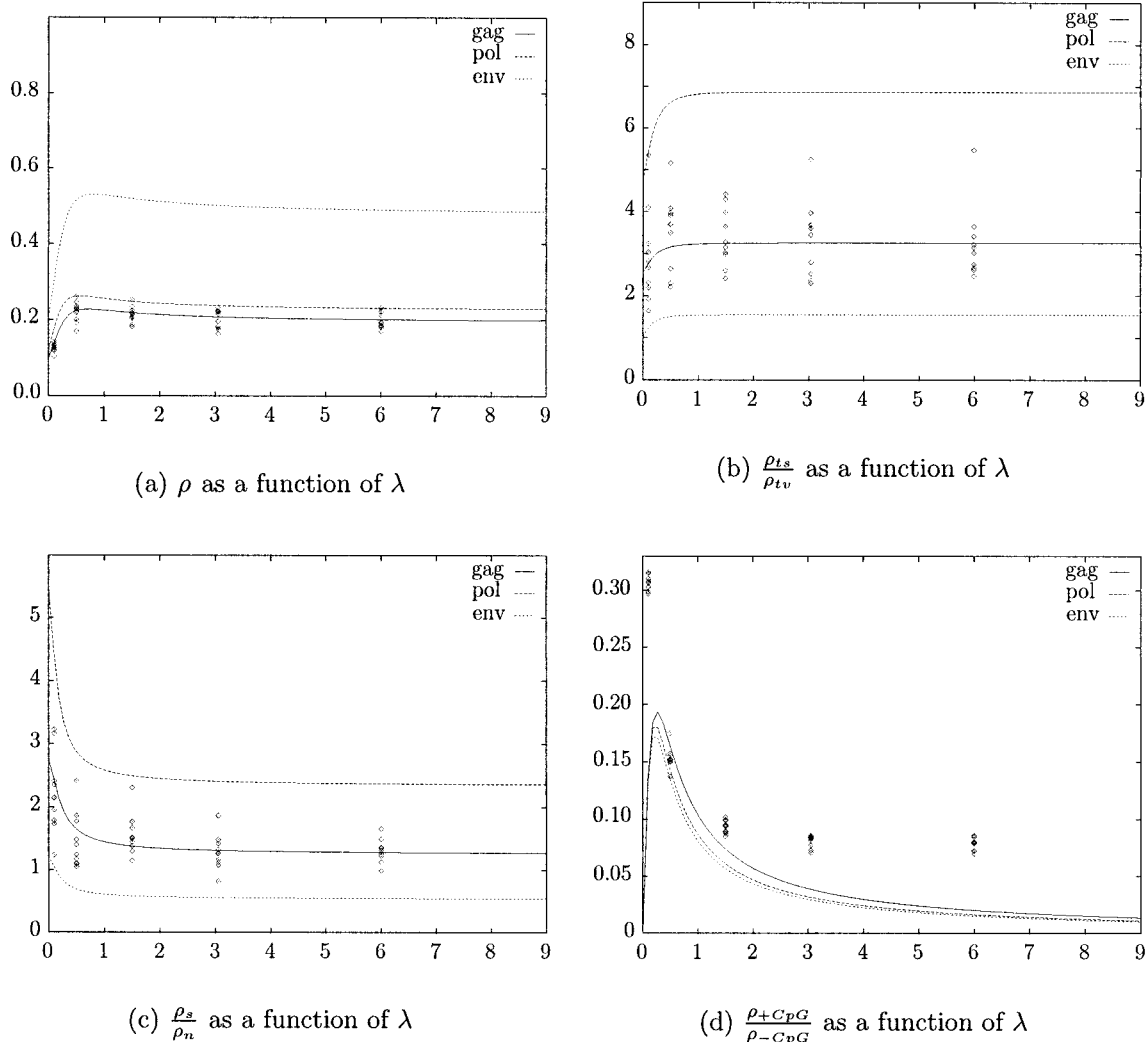 gag
pol
env
0.8
0.6
0.4
0.2
0.0
0 1 2 3 4 5 6 7 8 9
(a) ρ as a function of λ
gag
pol
env
8
7
6
5
4
3
2
1
0
0 1 2 3 4 5 6 7 8 9
(b) ρts/ρtv as a function of λ
gag
pol
env
5
4
3
2
1
0
0 1 2 3 4 5 6 7 8 9
(c) ρs/ρn as a function of λ
gag
pol
env
0.30
0.25
0.20
0.15
0.10
0.05
0.00
0 1 2 3 4 5 6 7 8 9
(d) ρ+CpG/ρ−CpG as a function of λ